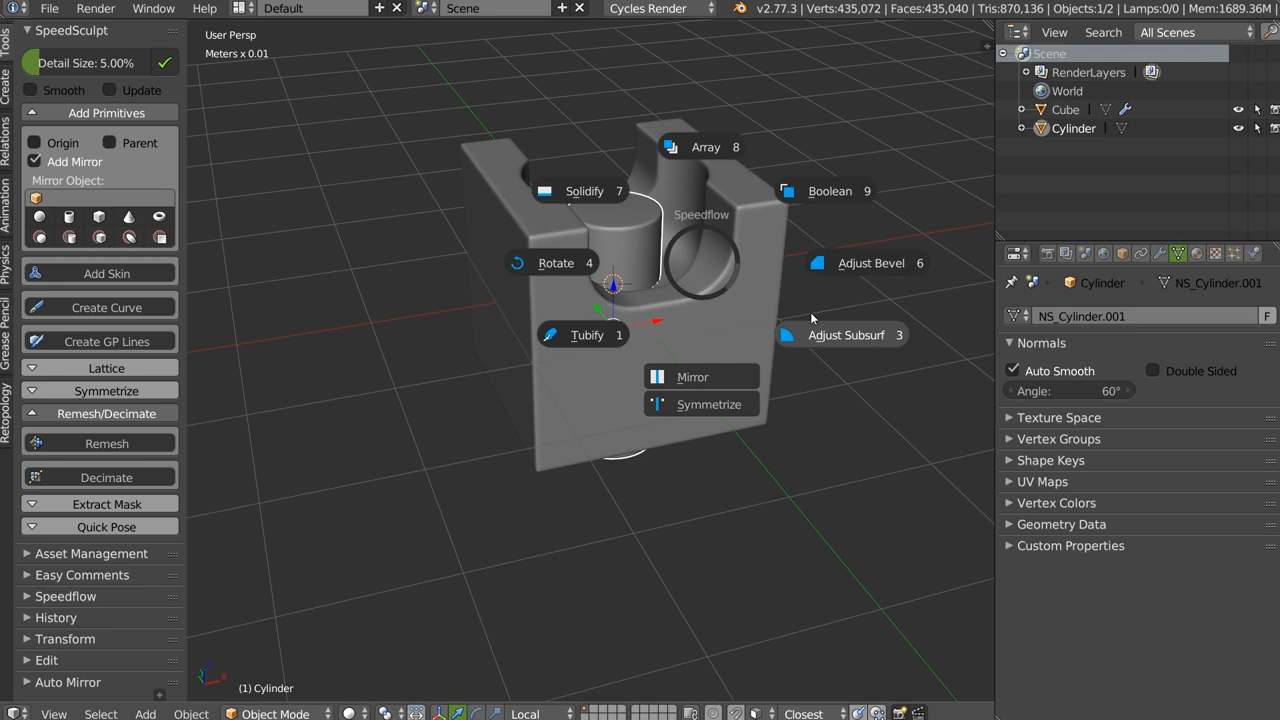 File Render Window Help Default Scene Cycles Render v2.77.3 | Verts:435,072 | Faces:435,040 | Tris:870,136 | Objects:1/2 | Lamps:0/0 | Mem:1689.36M
SpeedSculpt
Detail Size: 5.00%
Smooth Update
Add Primitives
Origin Parent
Add Mirror
Mirror Object:
Add Skin
Create Curve
Create GP Lines
Lattice
Symmetrize
Remesh/Decimate
Remesh
Decimate
Extract Mask
Quick Pose
Asset Management
Easy Comments
Speedflow
History
Transform
Edit
Auto Mirror
Tools
Create
Relations
Animation
Physics
Grease Pencil
Retopology
User Persp
Meters x 0.01
Array 8
Solidify 7
Boolean 9
Speedflow
Rotate 4
Adjust Bevel 6
Tubify 1
Adjust Subsurf 3
Mirror
Symmetrize
(1) Cylinder
View Select Add Object Object Mode Local Closest
View Search All Scenes
Scene
RenderLayers
World
Cube
Cylinder
Cylinder NS_Cylinder.001
NS_Cylinder.001 F
Normals
Auto Smooth Double Sided
Angle: 60°
Texture Space
Vertex Groups
Shape Keys
UV Maps
Vertex Colors
Geometry Data
Custom Properties